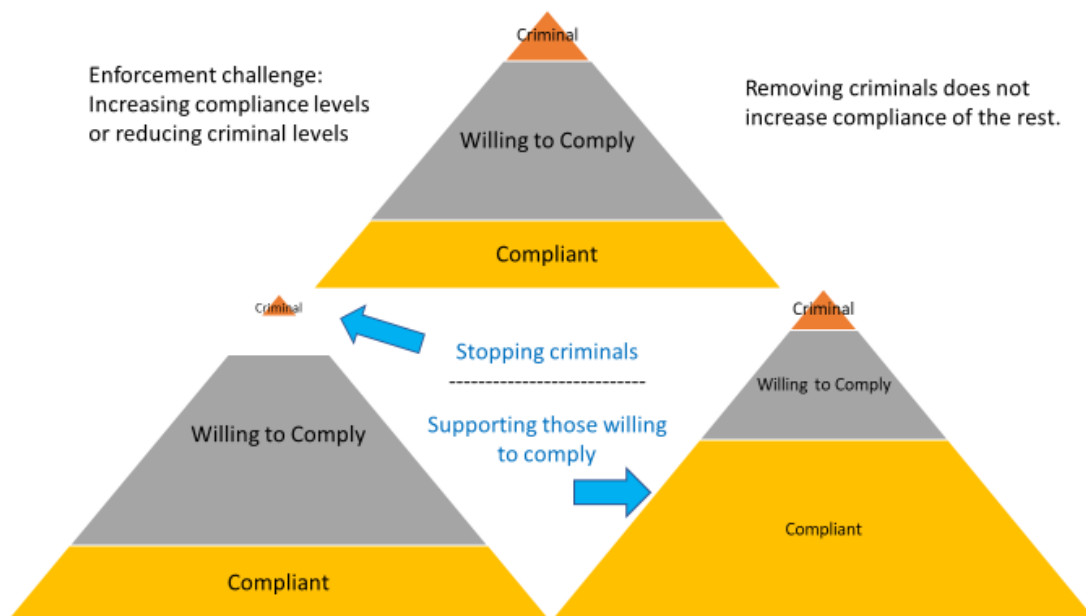 Criminal
Enforcement challenge:
Increasing compliance levels
or reducing criminal levels
Removing criminals does not
increase compliance of the rest.
Willing to Comply
Compliant
Criminal
Criminal
Stopping criminals
---------------------------
Willing to Comply
Supporting those willing
to comply
Willing to Comply
Compliant
Compliant